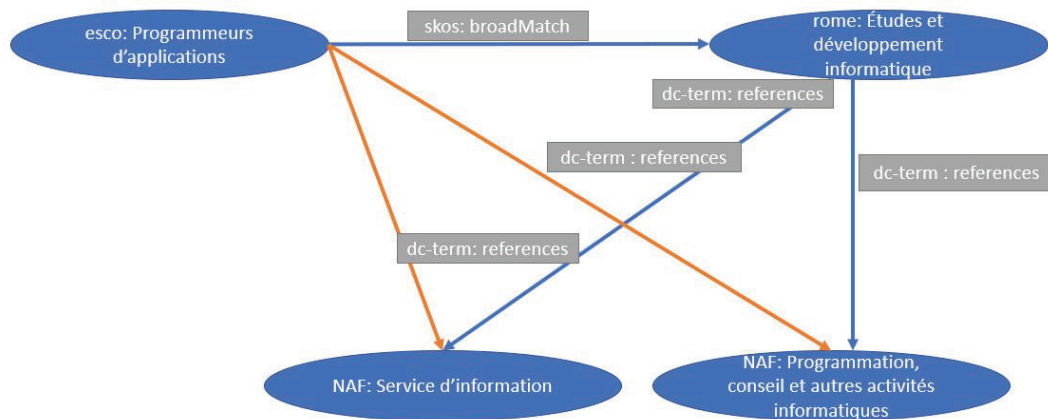 esco: Programmeurs
d'applications
skos: broadMatch
rome: Études et
développement
informatique
dc-term: references
dc-term : references
dc-term : references
dc-term: references
NAF: Service d'information
NAF: Programmation,
conseil et autres activités
informatiques